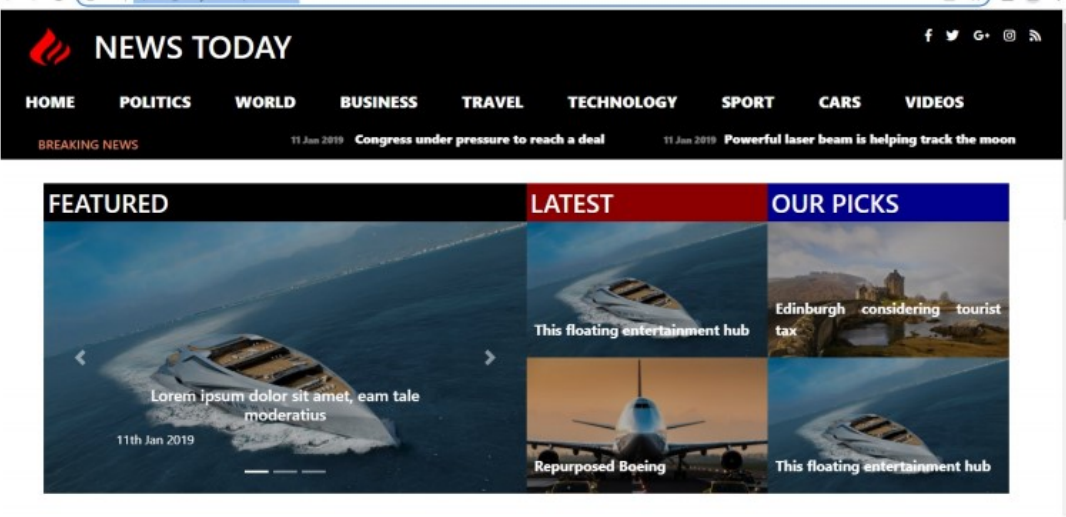 NEWS TODAY
HOME POLITICS WORLD BUSINESS TRAVEL TECHNOLOGY SPORT CARS VIDEOS
BREAKING NEWS 11 Jan 2019 Congress under pressure to reach a deal 11 Jan 2019 Powerful laser beam is helping track the moon
FEATURED
Lorem ipsum dolor sit amet, eam tale
moderatius
11th Jan 2019
LATEST
This floating entertainment hub
Repurposed Boeing
OUR PICKS
Edinburgh considering tourist
tax
This floating entertainment hub